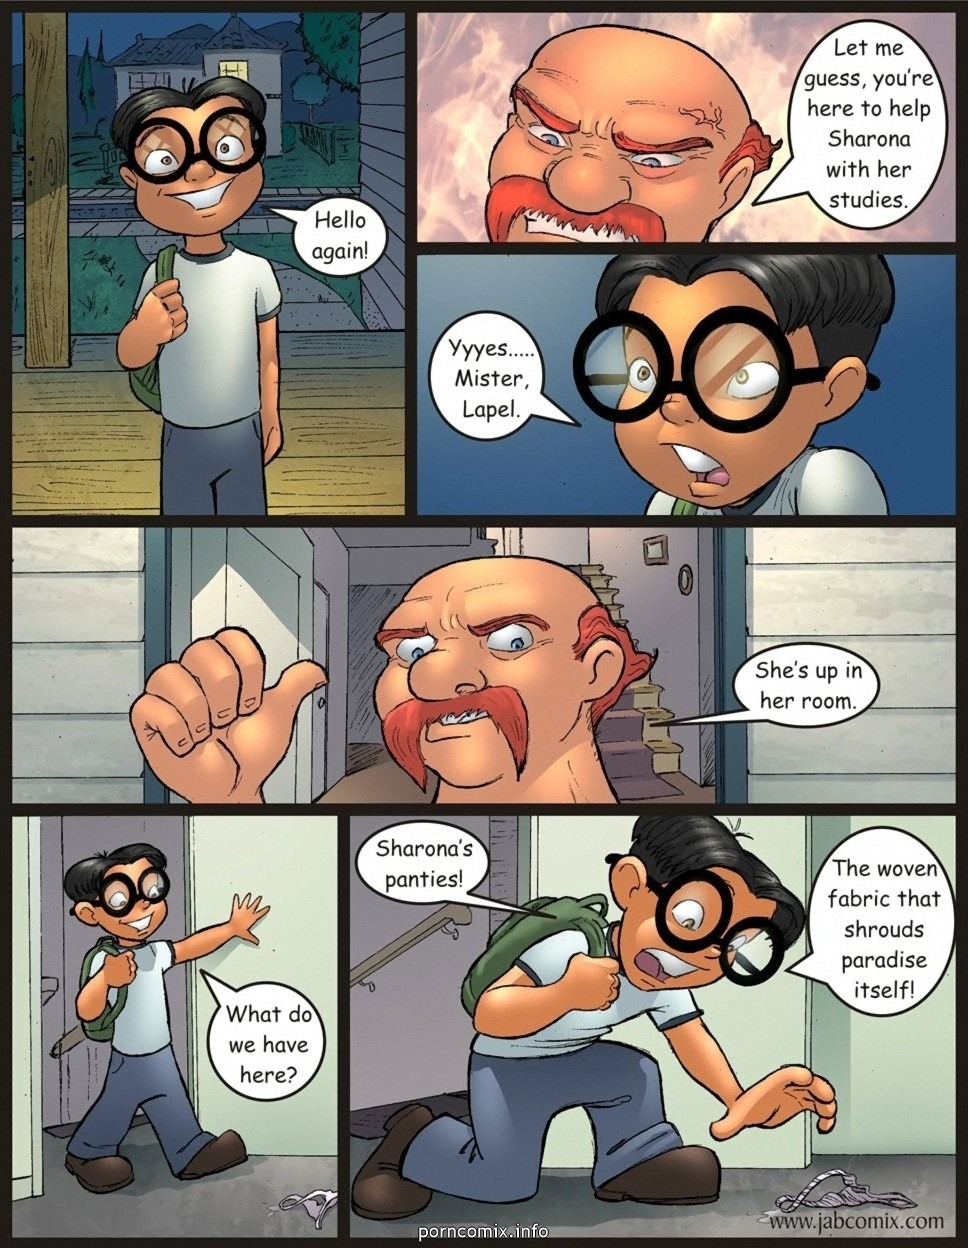 Hello
again!
Let me
guess, you're
here to help
Sharona
with her
studies.
Yyyes.....
Mister,
Lapel.
She's up in
her room.
What do
we have
here?
Sharona's
panties!
The woven
fabric that
shrouds
paradise
itself!
www.jabcomix.com
porncomix.info